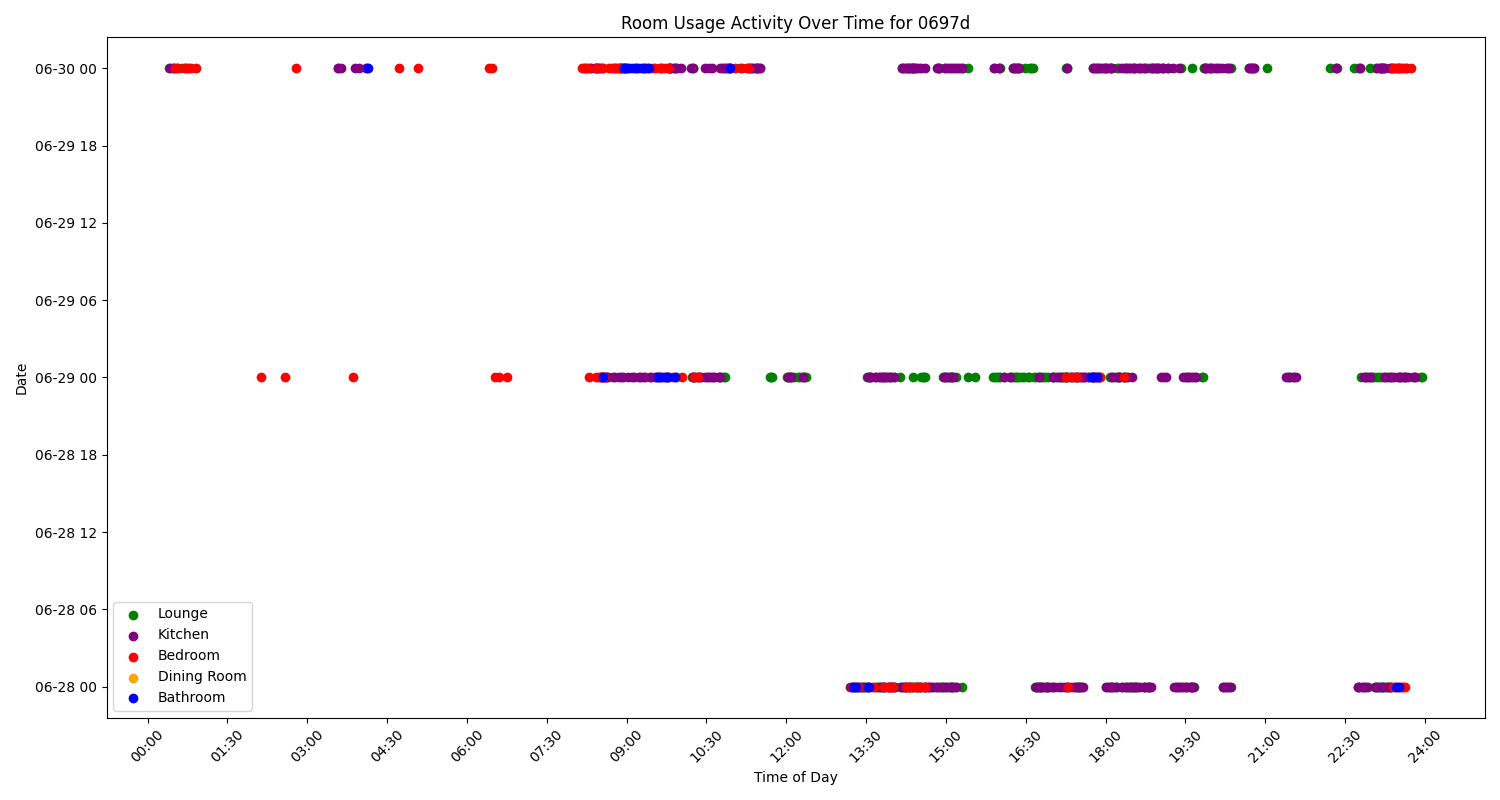 Room Usage Activity Over Time for 0697d
Date
06-30 00
06-29 18
06-29 12
06-29 06
06-29 00
06-28 18
06-28 12
06-28 06
06-28 00
Lounge
Kitchen
Bedroom
Dining Room
Bathroom
00:00 01:30 03:00 04:30 06:00 07:30 09:00 10:30 12:00 13:30 15:00 16:30 18:00 19:30 21:00 22:30 24:00
Time of Day